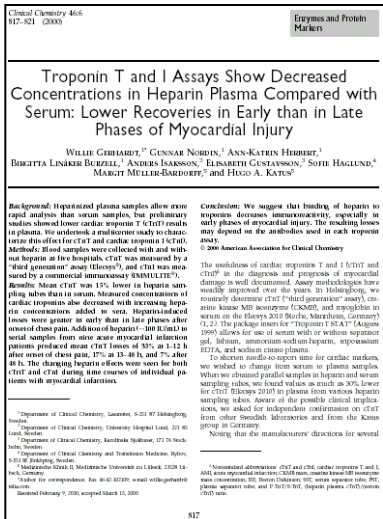 Clinical Chemistry 46:6
817–821 (2000)
Enzymes and Protein
Markers
Troponin T and I Assays Show Decreased
Concentrations in Heparin Plasma Compared with
Serum: Lower Recoveries in Early than in Late
Phases of Myocardial Injury
Willie Gerhardt,1* Gunnar Nordin,1 Ann-Katrin Herbert,1
Birgitta Linåker Burzell,1 Anders Isaksson,2 Elisabeth Gustavsson,3 Sofie Haglund,4
Margit Müller-Bardorff,5 and Hugo A. Katus5
Background: Heparinized plasma samples allow more
rapid analysis than serum samples, but preliminary
studies showed lower cardiac troponin T (cTnT) results
in plasma. We undertook a multicenter study to charac-
terize this effect for cTnT and cardiac troponin I (cTnI).
Methods: Blood samples were collected with and with-
out heparin at five hospitals. cTnT was measured by a
"third generation" assay (Elecsys®), and cTnI was mea-
sured by a commercial immunoassay (IMMULITE®).
Results: Mean cTnT was 15% lower in heparin sam-
pling tubes than in serum. Measured concentrations of
cardiac troponins also decreased with increasing hepa-
rin concentrations added to sera. Heparin-induced
losses were greater in early than in late phases after
onset of chest pain. Addition of heparin (~100 IU/mL) to
serial samples from nine acute myocardial infarction
patients produced mean cTnT losses of 33% at 1–12 h
after onset of chest pain, 17% at 13–48 h, and 7% after
48 h. The changing heparin effects were seen for both
cTnT and cTnI during time courses of individual pa-
tients with myocardial infarction.
1 Department of Clinical Chemistry, Lasarettet, S-251 87 Helsingborg,
Sweden.
2 Department of Clinical Chemistry, University Hospital Lund, 221 85
Lund, Sweden.
3 Department of Clinical Chemistry, Karolinska Sjukhuset, 171 76 Stock-
holm, Sweden.
4 Department of Clinical Chemistry and Transfusion Medicine, Ryhov,
S-551 85 Jönköping, Sweden.
5 Medizinische Klinik II, Medizinische Universität zu Lübeck, 23538 Lü-
beck, Germany.
*Author for correspondence. Fax 46-42-102109; e-mail
Received February 9, 2000; accepted March 15, 2000.
Conclusion: We suggest that binding of heparin to
troponins decreases immunoreactivity, especially in
early phases of myocardial injury. The resulting losses
may depend on the antibodies used in each troponin
assay.
© 2000 American Association for Clinical Chemistry
The usefulness of cardiac troponins T and I (cTnT and
cTnI)6 in the diagnosis and prognosis of myocardial
damage is well documented. Assay methodologies have
steadily improved over the years. In Helsingborg, we
routinely determine cTnT ("third generation" assay), cre-
atine kinase MB isoenzyme (CKMB), and myoglobin in
serum on the Elecsys 2010 (Roche, Mannheim, Germany)
(1, 2). The package insert for "Troponin T STAT" (August
1999) allows for use of serum with or without separator
gel, lithium, ammonium-sodium-heparin, tripotassium
EDTA, and sodium citrate plasma.
To shorten needle-to-report time for cardiac markers,
we wished to change from serum to plasma samples.
When we obtained parallel samples in heparin and serum
sampling tubes, we found values as much as 30% lower
for cTnT (Elecsys 2010) in plasma from various heparin
sampling tubes. Aware of the possible clinical implica-
tions, we asked for independent confirmation on cTnT
from other Swedish laboratories and from the Katus
group in Germany.
Noting that the manufacturers' directions for several
6 Nonstandard abbreviations: cTnT and cTnI, cardiac troponins T and I;
AMI, acute myocardial infarction; CKMB mass, creatine kinase MB isoenzyme
mass concentration; BD, Becton Dickinson; SST, serum separator tube; PST,
plasma separator tube; and P-TnT/S-TnT, (heparin plasma cTnT)/(serum
cTnT) ratio.
817